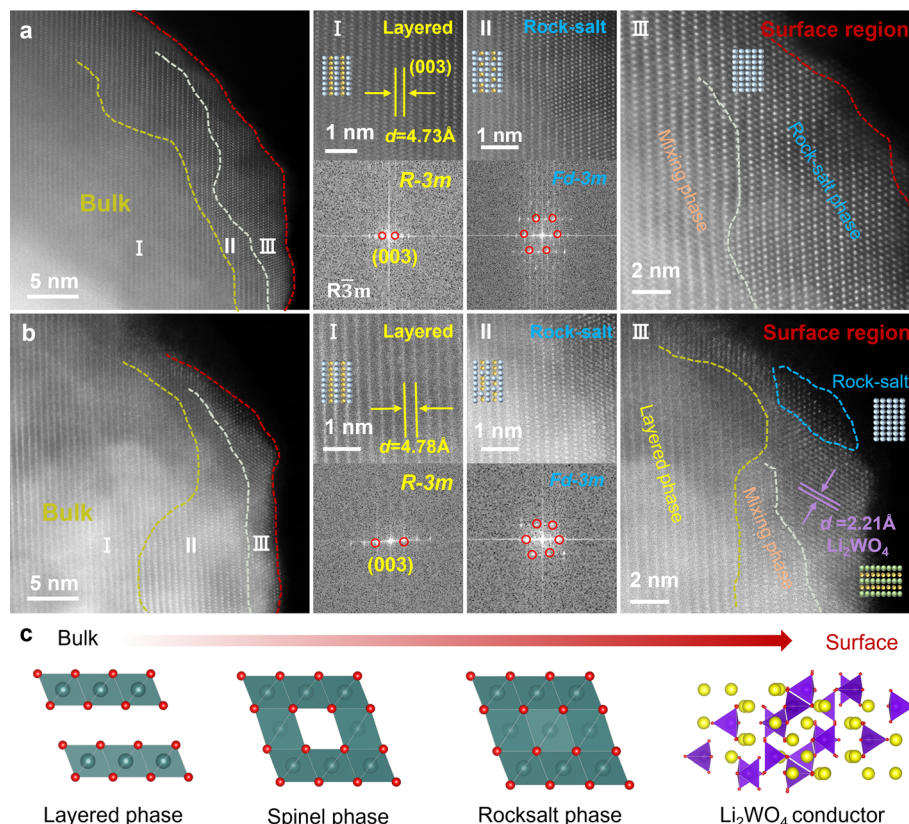 a
Bulk
I
II
III
5 nm
I
Layered
(003)
1 nm
d=4.73Å
R-3m
(003)
R3̅m
II
Rock-salt
1 nm
Fd-3m
III
Surface region
Mixing phase
Rock-salt phase
2 nm
b
Bulk
I
II
III
5 nm
I
Layered
1 nm
d=4.78Å
R-3m
(003)
II
Rock-salt
1 nm
Fd-3m
III
Surface region
Rock-salt
Layered phase
Mixing phase
d=2.21Å
Li₂WO₄
2 nm
c
Bulk
Surface
Layered phase
Spinel phase
Rocksalt phase
Li₂WO₄ conductor